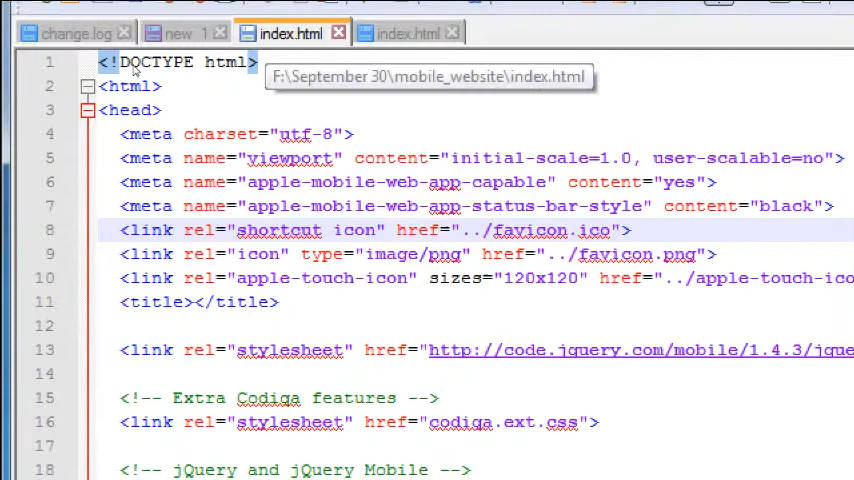 change.log new 1 index.html index.html
1 <!DOCTYPE html>
F:\September 30\mobile_website\index.html
2 <html>
3 <head>
4 <meta charset="utf-8">
5 <meta name="viewport" content="initial-scale=1.0, user-scalable=no">
6 <meta name="apple-mobile-web-app-capable" content="yes">
7 <meta name="apple-mobile-web-app-status-bar-style" content="black">
8 <link rel="shortcut icon" href="../favicon.ico">
9 <link rel="icon" type="image/png" href="../favicon.png">
10 <link rel="apple-touch-icon" sizes="120x120" href="../apple-touch-ico
11 <title></title>
12
13 <link rel="stylesheet" href="http://code.jquery.com/mobile/1.4.3/jque
14
15 <!-- Extra Codiqa features -->
16 <link rel="stylesheet" href="codiqa.ext.css">
17
18 <!-- jQuery and jQuery Mobile -->